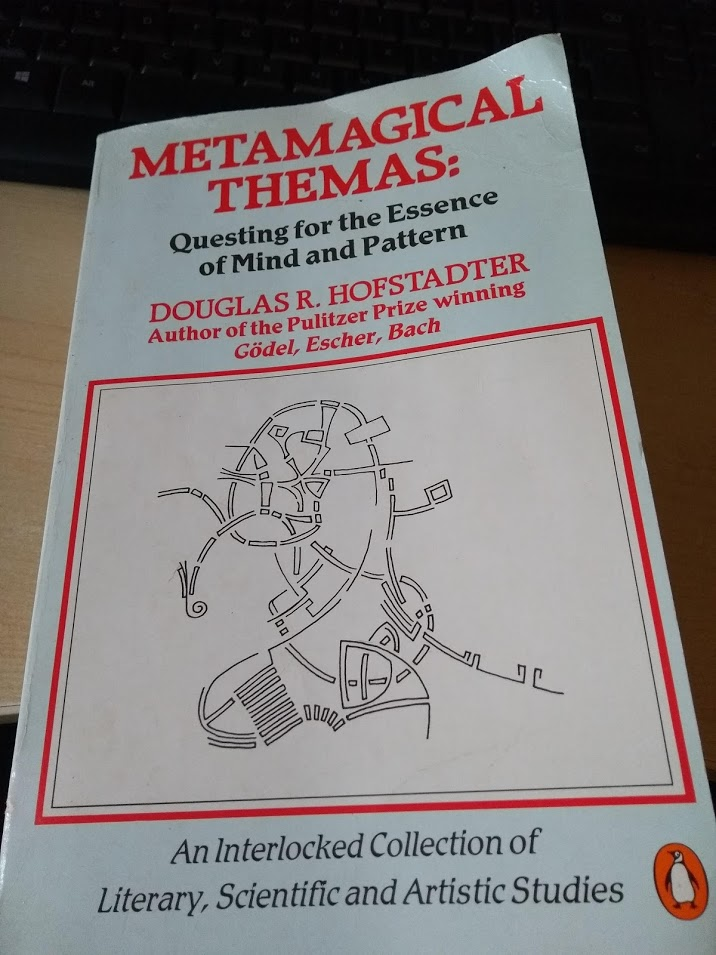 METAMAGICAL
THEMAS:
Questing for the Essence
of Mind and Pattern
DOUGLAS R. HOFSTADTER
Author of the Pulitzer Prize winning
Gödel, Escher, Bach
An Interlocked Collection of
Literary, Scientific and Artistic Studies